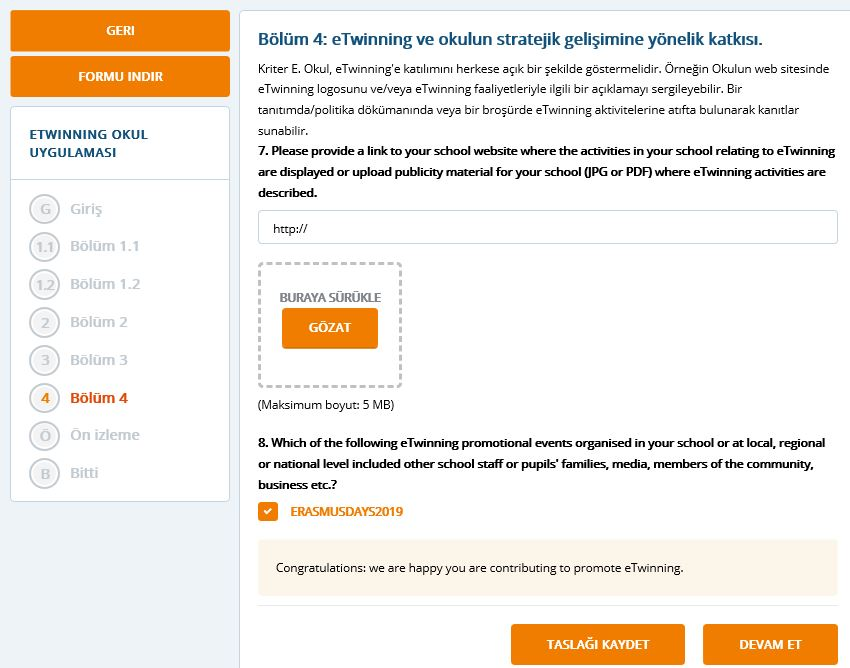 GERI
FORMU INDIR
ETWINNING OKUL
UYGULAMASI
G Giriş
1.1 Bölüm 1.1
1.2 Bölüm 1.2
2 Bölüm 2
3 Bölüm 3
4 Bölüm 4
Ö Ön izleme
B Bitti
Bölüm 4: eTwinning ve okulun stratejik gelişimine yönelik katkısı.
Kriter E. Okul, eTwinning'e katılımını herkese açık bir şekilde göstermelidir. Örneğin Okulun web sitesinde
eTwinning logosunu ve/veya eTwinning faaliyetleriyle ilgili bir açıklamayı sergileyebilir. Bir
tanıtımda/politika dökümanında veya bir broşürde eTwinning aktivitelerine atıfta bulunarak kanıtlar
sunabilir.
7. Please provide a link to your school website where the activities in your school relating to eTwinning
are displayed or upload publicity material for your school (JPG or PDF) where eTwinning activities are
described.
http://
BURAYA SÜRÜKLE
GÖZAT
(Maksimum boyut: 5 MB)
8. Which of the following eTwinning promotional events organised in your school or at local, regional
or national level included other school staff or pupils' families, media, members of the community,
business etc.?
ERASMUSDAYS2019
Congratulations: we are happy you are contributing to promote eTwinning.
TASLAĞI KAYDET
DEVAM ET